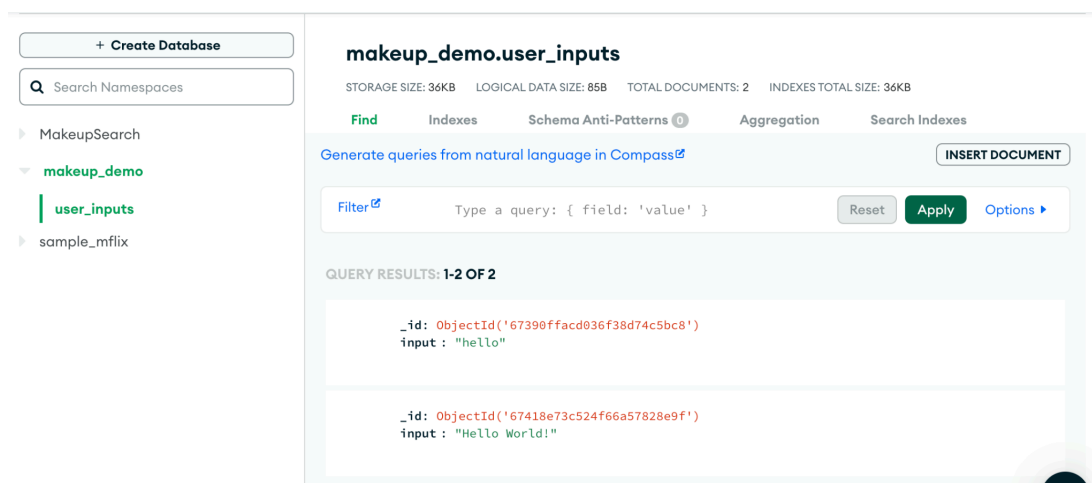 + Create Database
Search Namespaces
MakeupSearch
makeup_demo
user_inputs
sample_mflix
makeup_demo.user_inputs
STORAGE SIZE: 36KB LOGICAL DATA SIZE: 85B TOTAL DOCUMENTS: 2 INDEXES TOTAL SIZE: 36KB
Find Indexes Schema Anti-Patterns 0 Aggregation Search Indexes
Generate queries from natural language in Compass INSERT DOCUMENT
Filter Type a query: { field: 'value' } Reset Apply Options
QUERY RESULTS: 1-2 OF 2
_id: ObjectId('67390ffacd036f38d74c5bc8')
input : "hello"
_id: ObjectId('67418e73c524f66a57828e9f')
input : "Hello World!"